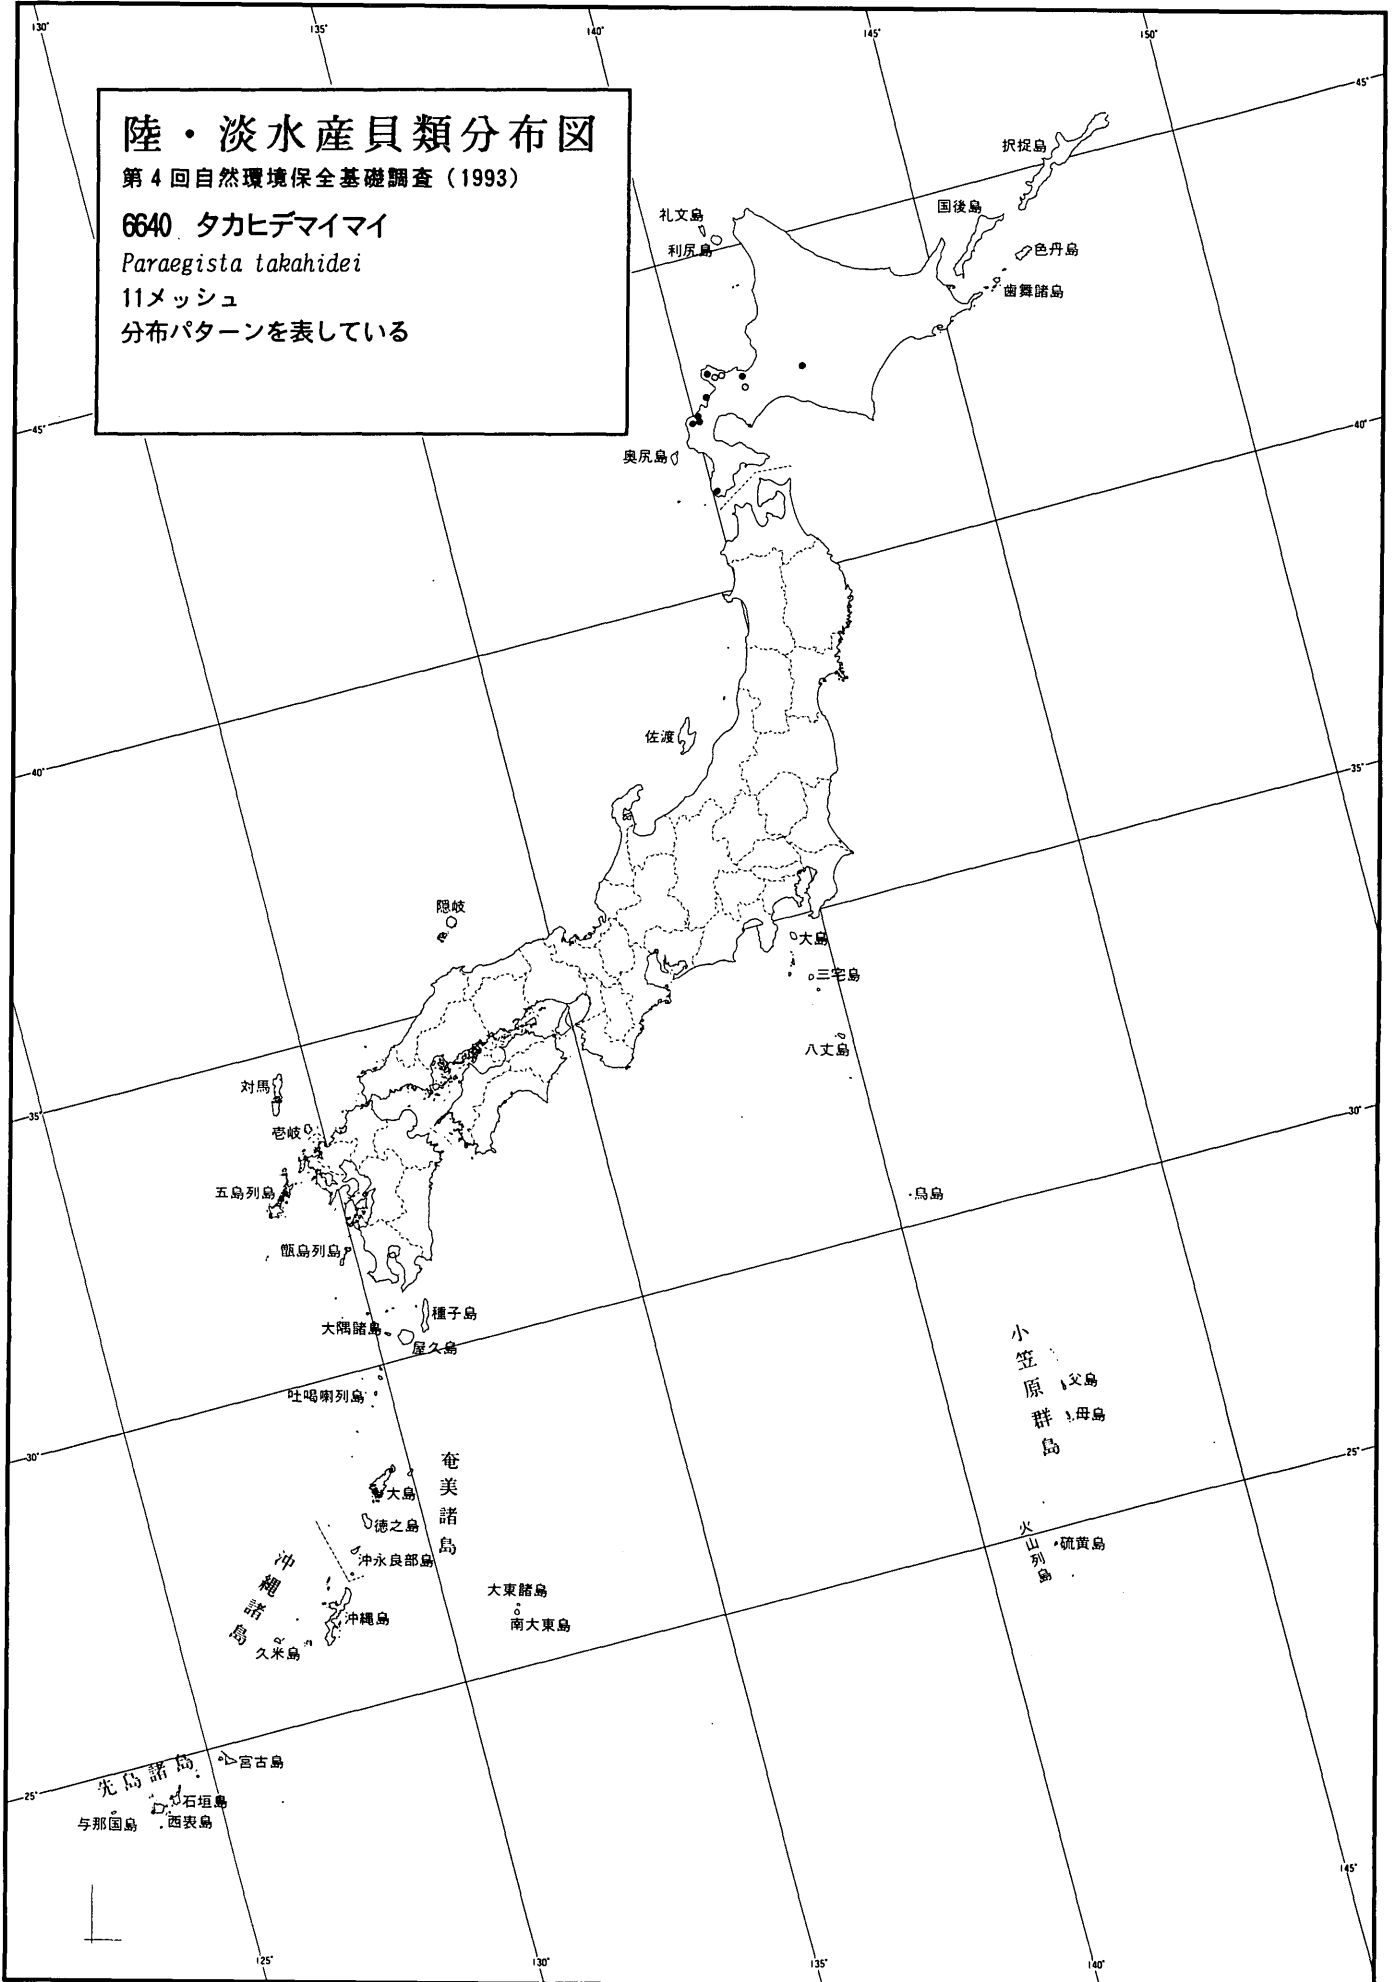 130°
135°
140°
145°
150°
陸・淡水産貝類分布図
第4回自然環境保全基礎調査（1993）
6640 タカヒデマイマイ
Paraegista takahidei
11メッシュ
分布パターンを表している
45°
択捉島
国後島
礼文島
利尻島
色丹島
歯舞諸島
45°
40°
奥尻島
佐渡
40°
35°
隠岐
大島
三宅島
八丈島
対馬
35°
壱岐
30°
五島列島
鳥島
甑島列島
種子島
大隅諸島
屋久島
吐噶喇列島
小笠原群島
父島
母島
30°
25°
奄美諸島
大島
徳之島
沖永良部島
火山列島
硫黄島
沖縄諸島
大東諸島
沖縄島
南大東島
久米島
先島諸島
宮古島
25°
石垣島
与那国島
西表島
145°
125°
130°
135°
140°